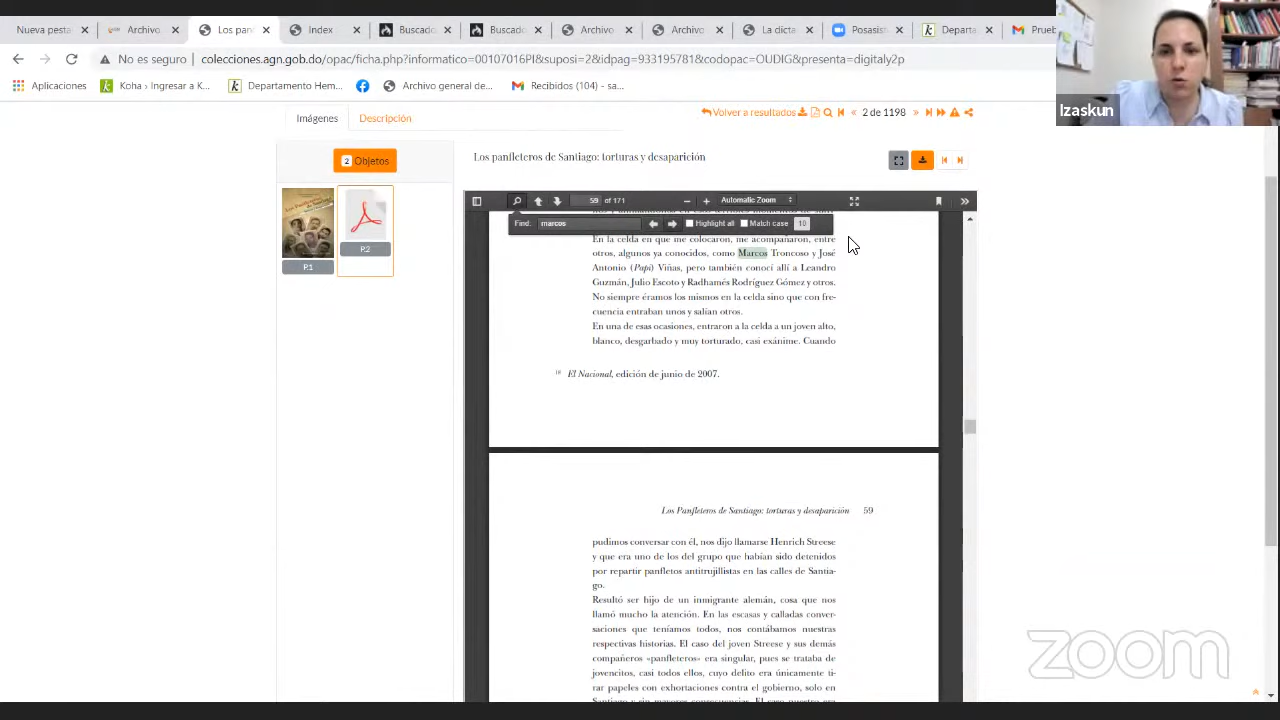 Nueva pesta
Archivo.
Los pan
Index
Buscado
Buscado
Archivo
Archivo
La dicta
Posasist
Departa
Prueb
No es seguro
colecciones.agn.gob.do/opac/ficha.php?informatico=00107013PI&suposi=2&idpag=933195781&codopac=OUDIG&presenta=digitaly2p
Aplicaciones
Koha › Ingresar a K...
Departamento Hem...
Archivo general de...
Recibidos (104) - sa...
Izaskun
Imágenes
Descripción
Volver a resultados
2 de 1198
2 Objetos
P.1
P.2
Los panfleteros de Santiago: torturas y desaparición
59 of 171
Automatic Zoom
Find: marcos
Highlight all
Match case
10
En la celda en que me colocaron, me acompañaron, entre
otros, algunos ya conocidos, como Marcos Troncoso y José
Antonio (Papi) Viñas, pero también conocí allí a Leandro
Guzmán, Julio Escoto y Radhamés Rodríguez Gómez y otros.
No siempre éramos los mismos en la celda sino que con fre-
cuencia entraban unos y salían otros.
En una de esas ocasiones, entraron a la celda a un joven alto,
blanco, desgarbado y muy torturado, casi exánime. Cuando
18 El Nacional, edición de junio de 2007.
Los Panfleteros de Santiago: torturas y desaparición 59
pudimos conversar con él, nos dijo llamarse Henrich Streese
y que era uno de los del grupo que habían sido detenidos
por repartir panfletos antitrujillistas en las calles de Santia-
go.
Resultó ser hijo de un inmigrante alemán, cosa que nos
llamó mucho la atención. En las escasas y calladas conver-
saciones que teníamos todos, nos contábamos nuestras
respectivas historias. El caso del joven Streese y sus demás
compañeros «panfleteros» era singular, pues se trataba de
jovencitos, casi todos ellos, cuyo delito era únicamente ti-
rar papeles con exhortaciones contra el gobierno, solo en
zoom